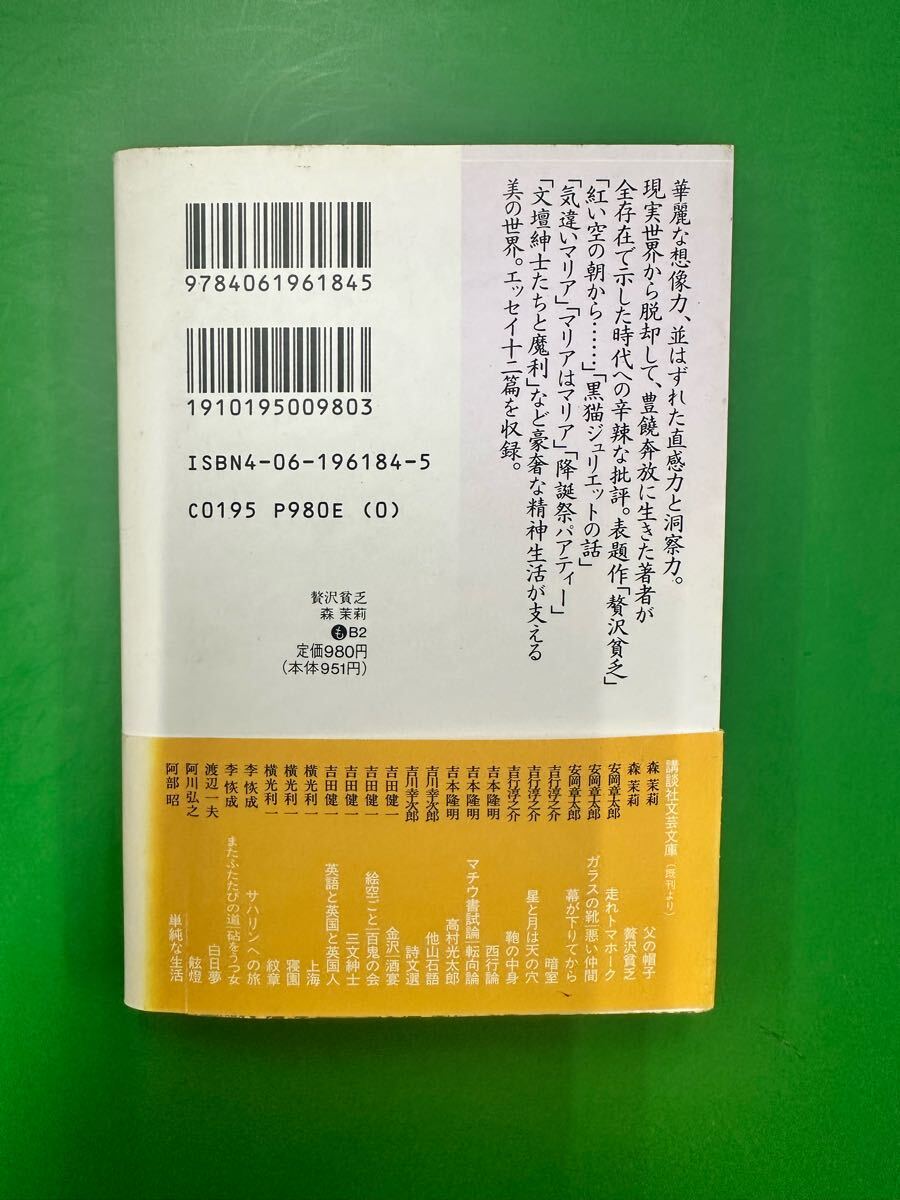 華麗な想像力、並はずれた直感力と洞察力。
現実世界から脱却して、豊饒奔放に生きた著者が
全存在で示した時代への辛辣な批評。表題作「贅沢貧乏」
「紅い空の朝から……」「黒猫ジュリエットの話」
「気違いマリア」「マリアはマリア」「降誕祭パアティー」
「文壇紳士たちと魔利」など豪奢な精神生活が支える
美の世界。エッセイ十二篇を収録。
9784061961845
1910195009803
ISBN4-06-196184-5
C0195 P980E (0)
贅沢貧乏
森 茉莉
もB2
定価980円
(本体951円)
講談社文芸文庫(既刊より)
森 茉莉 父の帽子
森 茉莉 贅沢貧乏
安岡章太郎 走れトマホーク
安岡章太郎 ガラスの靴|悪い仲間
安岡章太郎 幕が下りてから
吉行淳之介 暗室
吉行淳之介 星と月は天の穴
吉行淳之介 鞄の中身
吉本隆明 西行論
吉本隆明 マチウ書試論|転向論
吉本隆明 高村光太郎
吉川幸次郎 他山石語
吉川幸次郎 詩文選
吉田健一 金沢|酒宴
吉田健一 絵空ごと|百鬼の会
吉田健一 三文紳士
吉田健一 英語と英国と英国人
横光利一 上海
横光利一 寝園
横光利一 紋章
李 恢成 サハリンへの旅
李 恢成 またふたたびの道|砧をうつ女
渡辺一夫 白日夢
阿川弘之 舷燈
阿部 昭 単純な生活